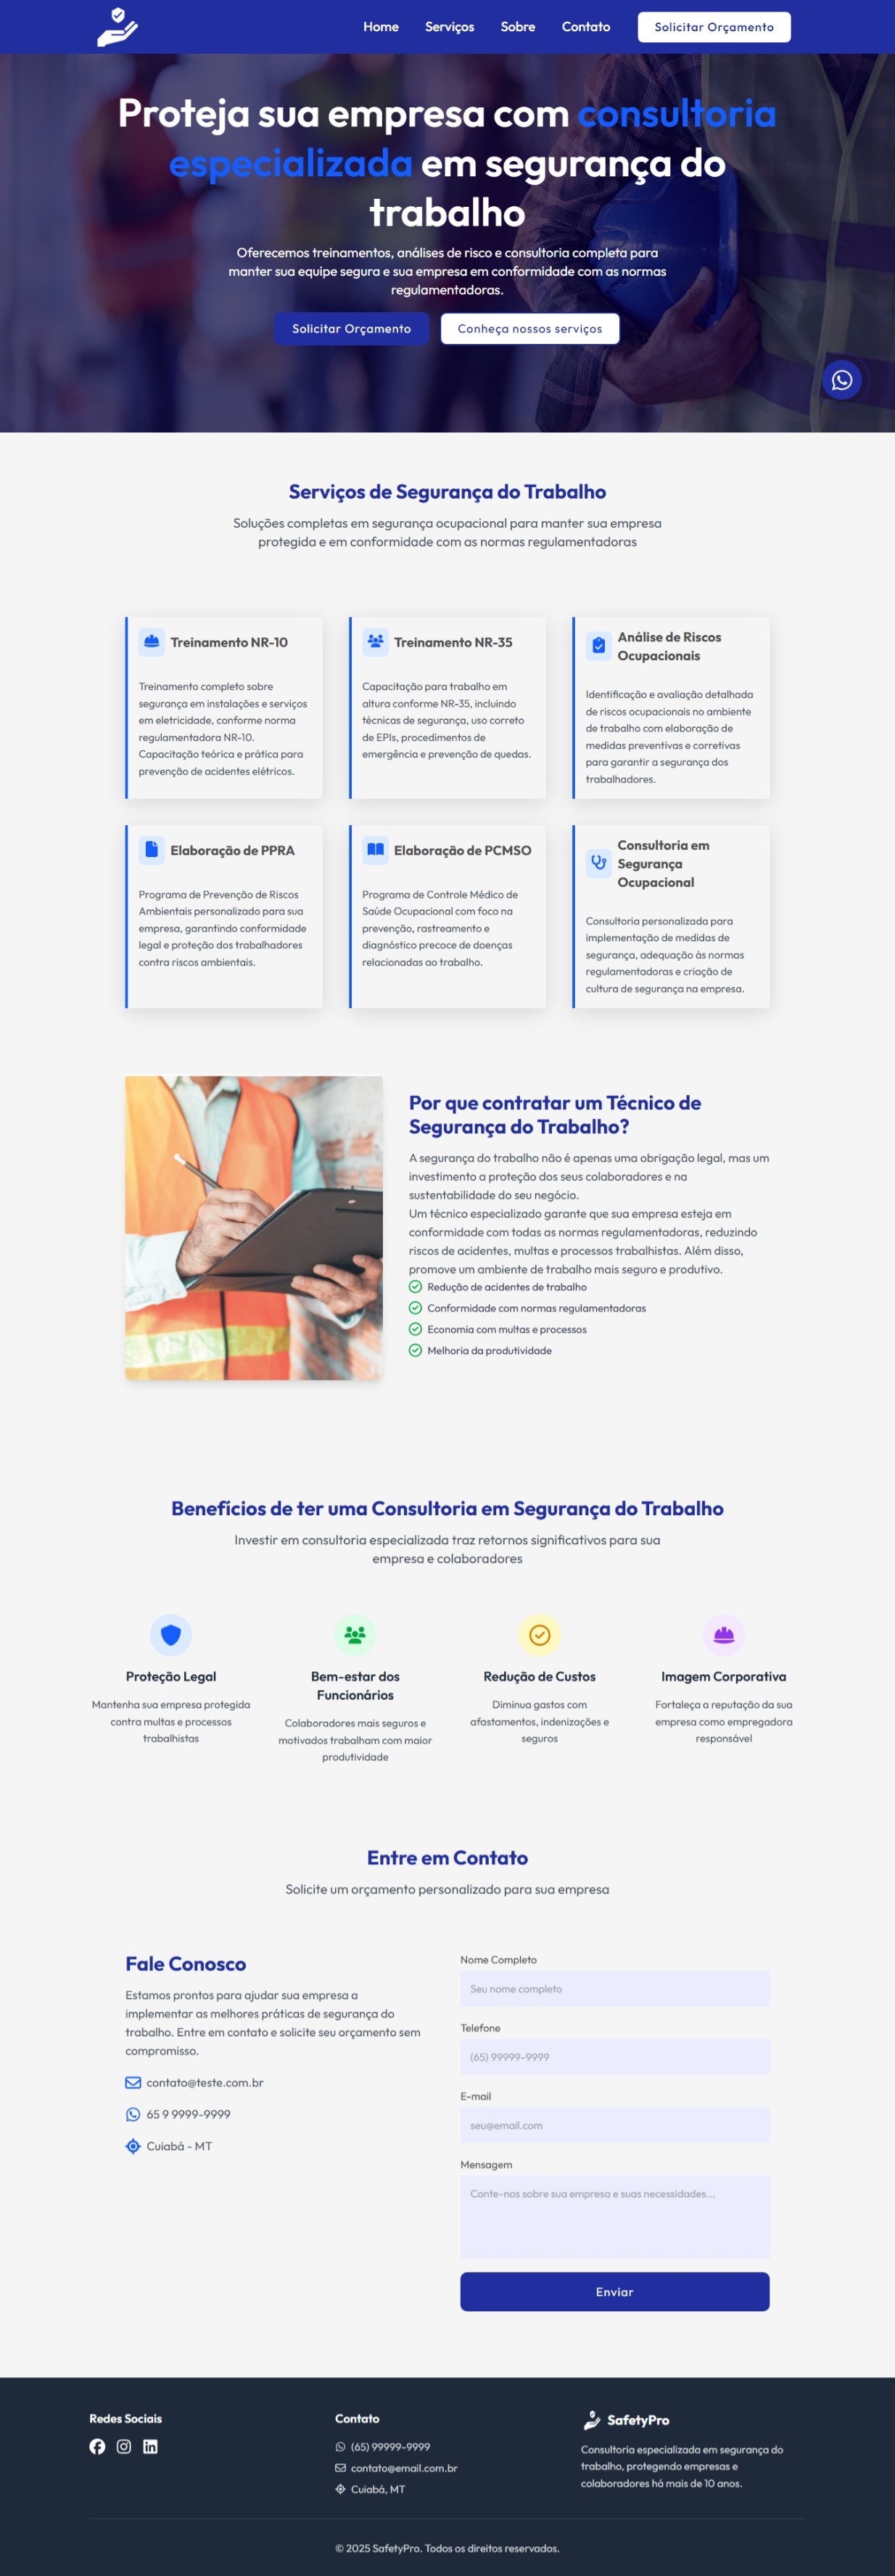 Home Serviços Sobre Contato Solicitar Orçamento
Proteja sua empresa com consultoria
especializada em segurança do
trabalho
Oferecemos treinamentos, análises de risco e consultoria completa para
manter sua equipe segura e sua empresa em conformidade com as normas
regulamentadoras.
Solicitar Orçamento Conheça nossos serviços
Serviços de Segurança do Trabalho
Soluções completas em segurança ocupacional para manter sua empresa
protegida e em conformidade com as normas regulamentadoras
Treinamento NR-10
Treinamento completo sobre
segurança em instalações e serviços
em eletricidade, conforme norma
regulamentadora NR-10.
Capacitação teórica e prática para
prevenção de acidentes elétricos.
Treinamento NR-35
Capacitação para trabalho em
altura conforme NR-35, incluindo
técnicas de segurança, uso correto
de EPIs, procedimentos de
emergência e prevenção de quedas.
Análise de Riscos
Ocupacionais
Identificação e avaliação detalhada
de riscos ocupacionais no ambiente
de trabalho com elaboração de
medidas preventivas e corretivas
para garantir a segurança dos
trabalhadores.
Elaboração de PPRA
Programa de Prevenção de Riscos
Ambientais personalizado para sua
empresa, garantindo conformidade
legal e proteção dos trabalhadores
contra riscos ambientais.
Elaboração de PCMSO
Programa de Controle Médico de
Saúde Ocupacional com foco na
prevenção, rastreamento e
diagnóstico precoce de doenças
relacionadas ao trabalho.
Consultoria em
Segurança
Ocupacional
Consultoria personalizada para
implementação de medidas de
segurança, adequação às normas
regulamentadoras e criação de
cultura de segurança na empresa.
Por que contratar um Técnico de
Segurança do Trabalho?
A segurança do trabalho não é apenas uma obrigação legal, mas um
investimento a proteção dos seus colaboradores e na
sustentabilidade do seu negócio.
Um técnico especializado garante que sua empresa esteja em
conformidade com todas as normas regulamentadoras, reduzindo
riscos de acidentes, multas e processos trabalhistas. Além disso,
promove um ambiente de trabalho mais seguro e produtivo.
Redução de acidentes de trabalho
Conformidade com normas regulamentadoras
Economia com multas e processos
Melhoria da produtividade
Benefícios de ter uma Consultoria em Segurança do Trabalho
Investir em consultoria especializada traz retornos significativos para sua
empresa e colaboradores
Proteção Legal
Mantenha sua empresa protegida
contra multas e processos
trabalhistas
Bem-estar dos
Funcionários
Colaboradores mais seguros e
motivados trabalham com maior
produtividade
Redução de Custos
Diminua gastos com
afastamentos, indenizações e
seguros
Imagem Corporativa
Fortaleça a reputação da sua
empresa como empregadora
responsável
Entre em Contato
Solicite um orçamento personalizado para sua empresa
Fale Conosco
Estamos prontos para ajudar sua empresa a
implementar as melhores práticas de segurança do
trabalho. Entre em contato e solicite seu orçamento sem
compromisso.
contato@teste.com.br
65 9 9999-9999
Cuiabá - MT
Nome Completo
Seu nome completo
Telefone
(65) 99999-9999
E-mail
seu@email.com
Mensagem
Conte-nos sobre sua empresa e suas necessidades...
Enviar
Redes Sociais
Contato
(65) 99999-9999
contato@email.com.br
Cuiabá, MT
SafetyPro
Consultoria especializada em segurança do
trabalho, protegendo empresas e
colaboradores há mais de 10 anos.
© 2025 SafetyPro. Todos os direitos reservados.